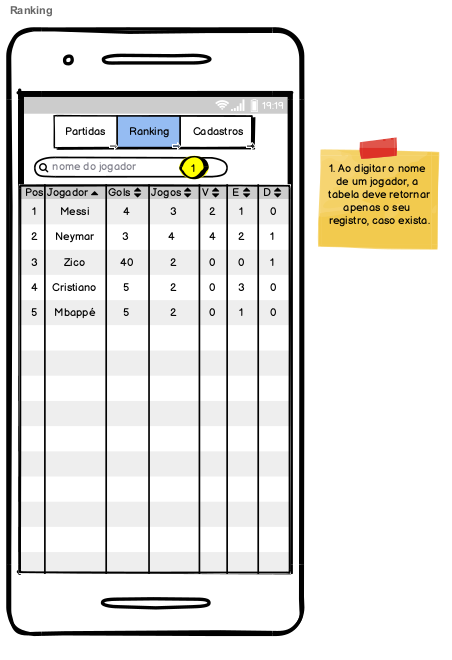 Ranking
19:19
Partidas Ranking Cadastros
nome do jogador 1
Pos Jogador Gols Jogos V E D
1 Messi 4 3 2 1 0
2 Neymar 3 4 4 2 1
3 Zico 40 2 0 0 1
4 Cristiano 5 2 0 3 0
5 Mbappé 5 2 0 1 0
1. Ao digitar o nome
de um jogador, a
tabela deve retornar
apenas o seu
registro, caso exista.